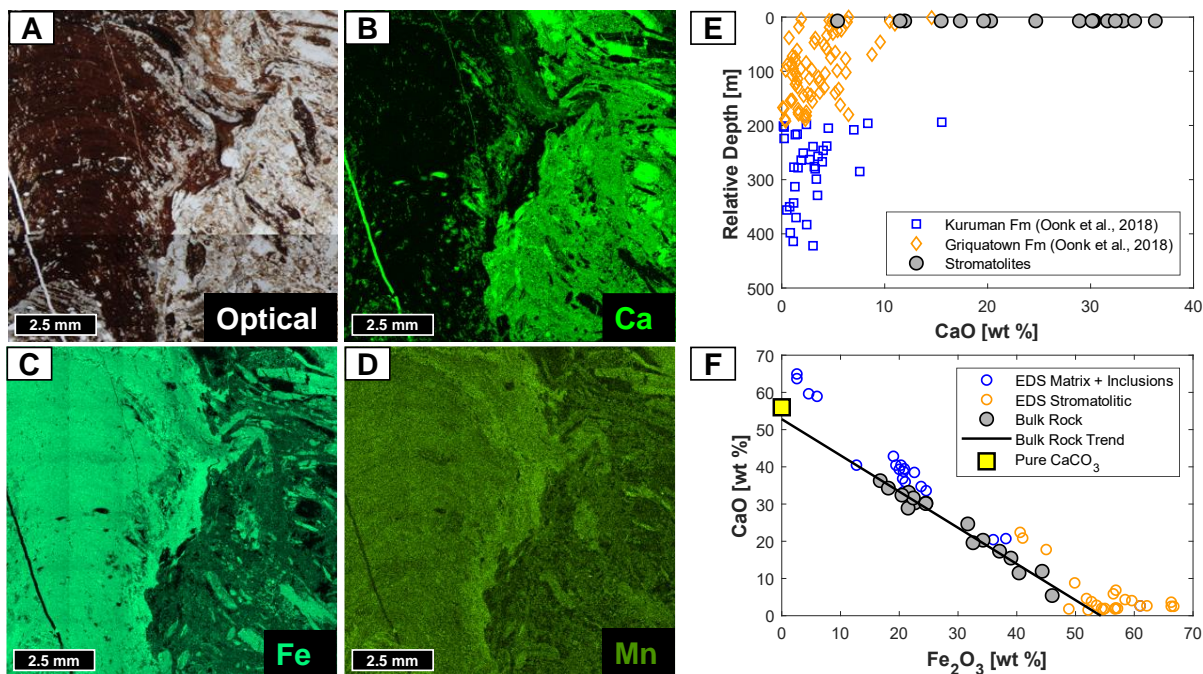 A
Optical
2.5 mm
B
Ca
2.5 mm
C
Fe
2.5 mm
D
Mn
2.5 mm
E
0
100
200
300
400
500
Relative Depth [m]
Kuruman Fm (Oonk et al., 2018)
Griquatown Fm (Oonk et al., 2018)
Stromatolites
0 10 20 30 40
CaO [wt %]
F
70
60
50
40
30
20
10
0
CaO [wt %]
EDS Matrix + Inclusions
EDS Stromatolitic
Bulk Rock
Bulk Rock Trend
Pure CaCO3
0 10 20 30 40 50 60 70
Fe2O3 [wt %]